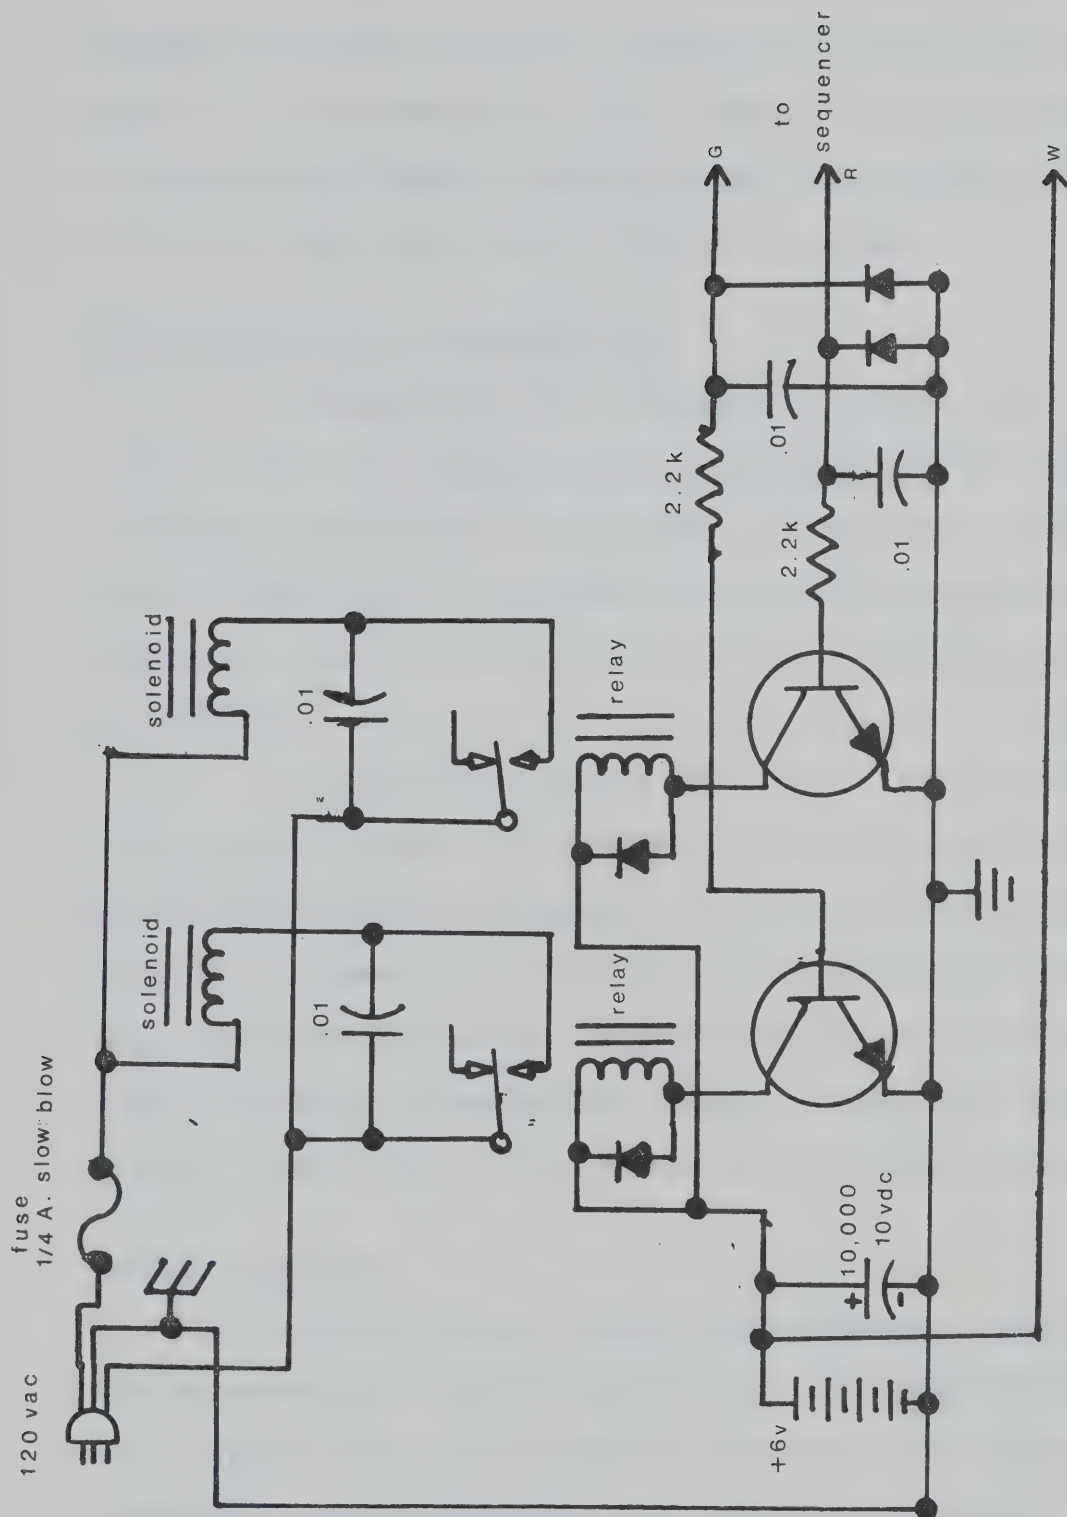 120 vac
fuse
1/4 A. slow blow
solenoid
solenoid
.01
.01
relay
relay
+6v
+ 10,000
- 10vdc
2.2k
2.2k
.01
.01
G
to
sequencer
R
W